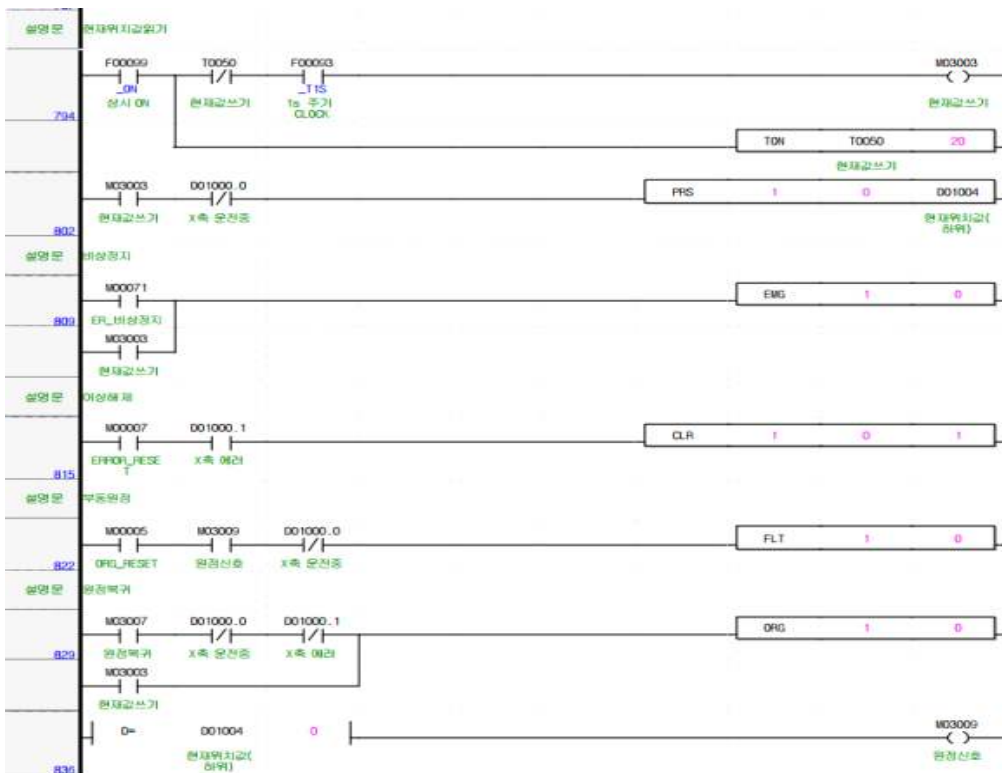 설명문 현재위치값읽기
F00099 T0050 F00093 M03003
_ON _T1S
상시 ON 현재값쓰기 1s 주기 CLOCK 현재값쓰기
794
TON T0050 20
현재값쓰기
M03003 D01000.0 PRS 1 0 D01004
현재값쓰기 X축 운전중 현재위치값(하위)
802
설명문 비상정지
M00071 EMG 1 0
809 ER_비상정지
M03003
현재값쓰기
설명문 이상해제
M00007 D01000.1 CLR 1 0 1
ERROR_RESET X축 에러
815
설명문 부동원점
M00005 M03009 D01000.0 FLT 1 0
822 ORG_RESET 원점신호 X축 운전중
설명문 원점복귀
M03007 D01000.0 D01000.1 ORG 1 0
829 원점복귀 X축 운전중 X축 에러
M03003
현재값쓰기
D= D01004 0 M03009
현재위치값(하위) 원점신호
836